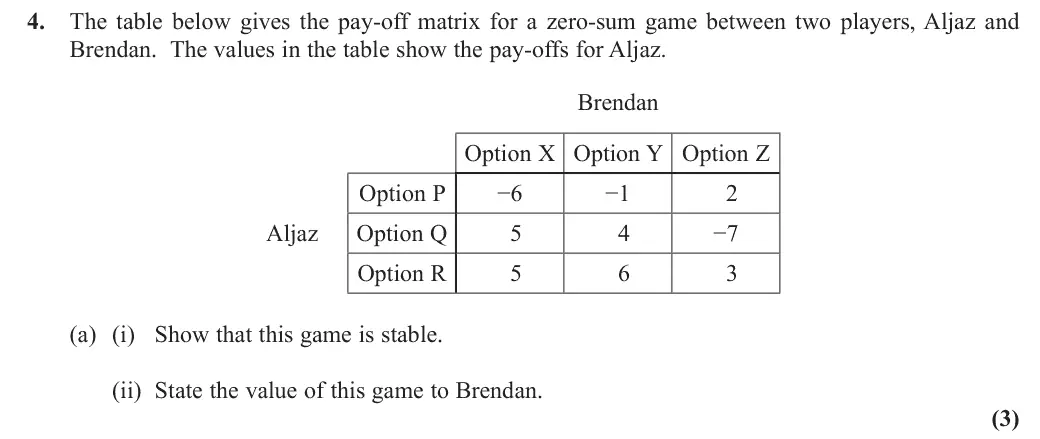 4. The table below gives the pay-off matrix for a zero-sum game between two players, Aljaz and
Brendan. The values in the table show the pay-offs for Aljaz.
Brendan
Option X Option Y Option Z
Option P −6 −1 2
Aljaz Option Q 5 4 −7
Option R 5 6 3
(a) (i) Show that this game is stable.
(ii) State the value of this game to Brendan.
(3)